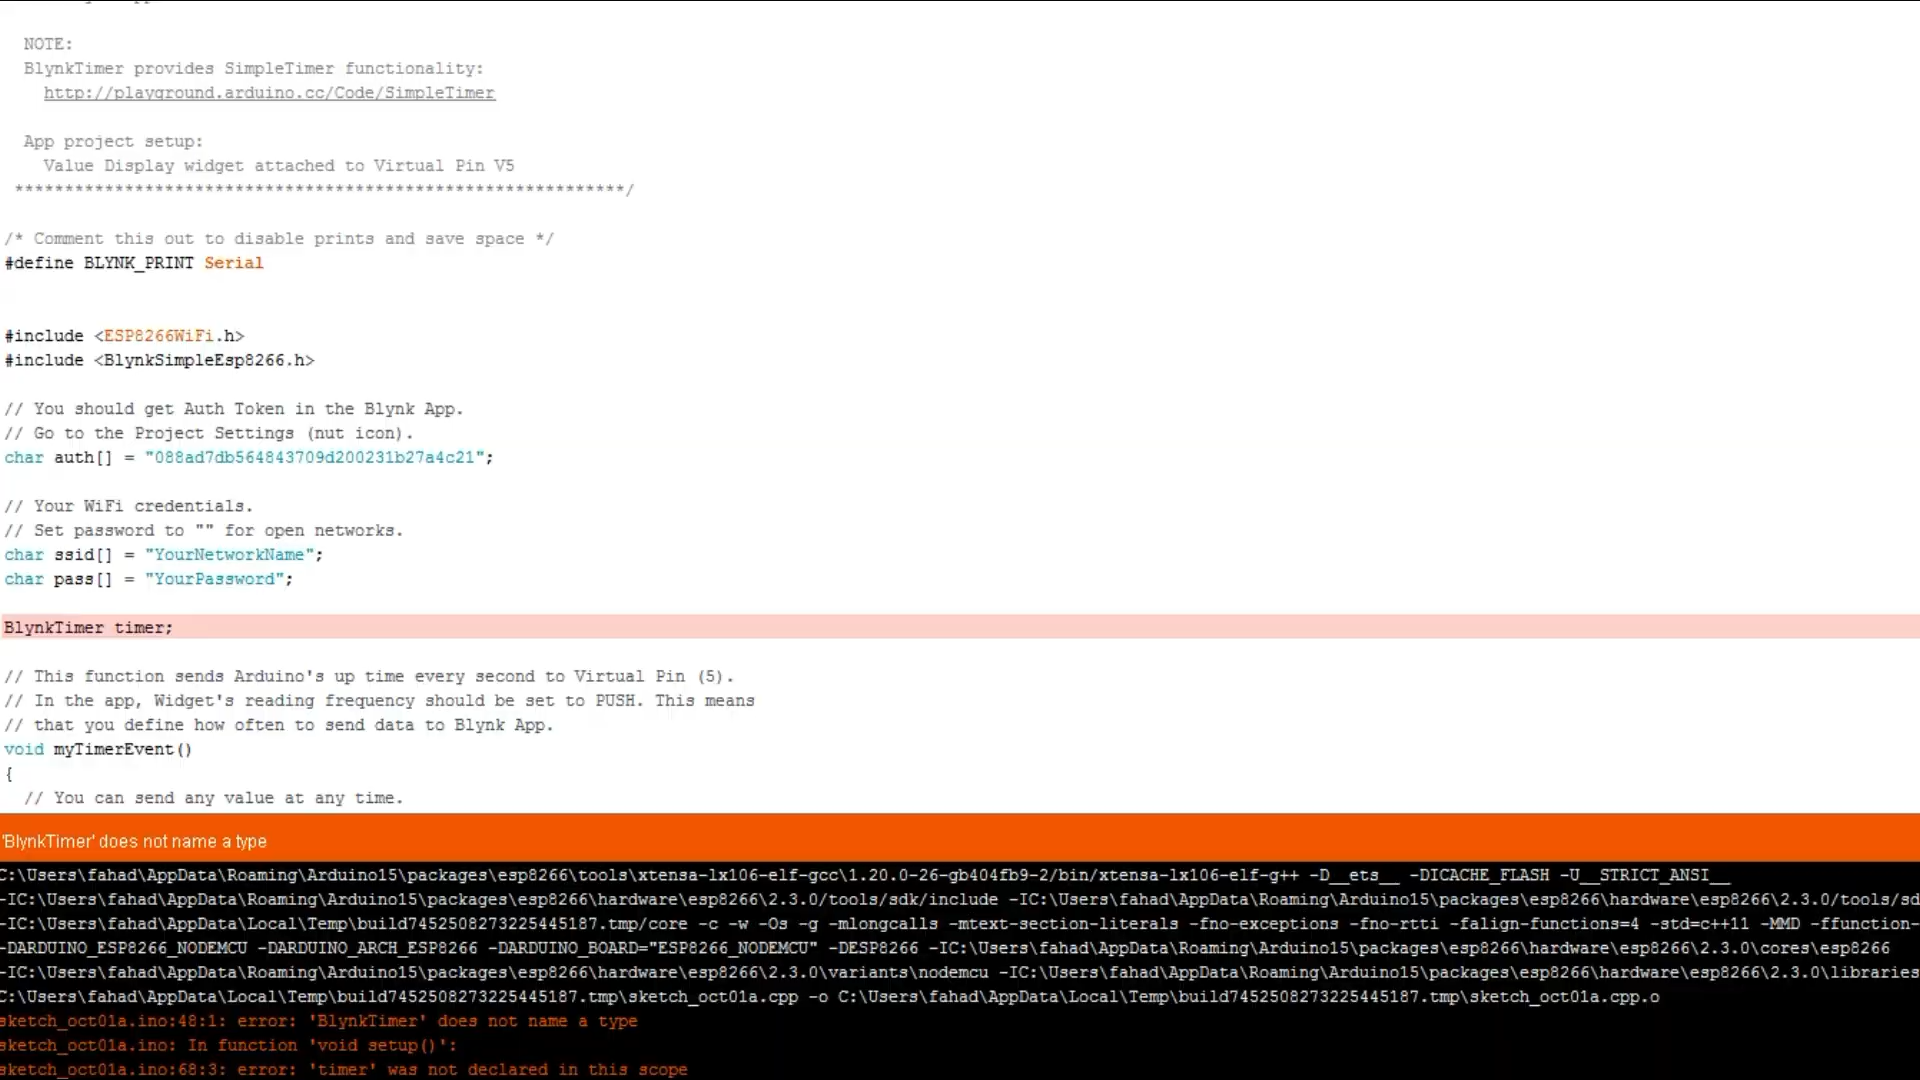 NOTE:
BlynkTimer provides SimpleTimer functionality:
http://playground.arduino.cc/Code/SimpleTimer
App project setup:
Value Display widget attached to Virtual Pin V5
*************************************************************/
/* Comment this out to disable prints and save space */
#define BLYNK_PRINT Serial
#include <ESP8266WiFi.h>
#include <BlynkSimpleEsp8266.h>
// You should get Auth Token in the Blynk App.
// Go to the Project Settings (nut icon).
char auth[] = "088ad7db564843709d200231b27a4c21";
// Your WiFi credentials.
// Set password to "" for open networks.
char ssid[] = "YourNetworkName";
char pass[] = "YourPassword";
BlynkTimer timer;
// This function sends Arduino's up time every second to Virtual Pin (5).
// In the app, Widget's reading frequency should be set to PUSH. This means
// that you define how often to send data to Blynk App.
void myTimerEvent()
{
// You can send any value at any time.
'BlynkTimer' does not name a type
C:\Users\fahad\AppData\Roaming\Arduino15\packages\esp8266\tools\xtensa-lx106-elf-gcc\1.20.0-26-gb404fb9-2/bin/xtensa-lx106-elf-g++ -D__ets__ -DICACHE_FLASH -U__STRICT_ANSI__
-IC:\Users\fahad\AppData\Roaming\Arduino15\packages\esp8266\hardware\esp8266\2.3.0/tools/sdk/include -IC:\Users\fahad\AppData\Roaming\Arduino15\packages\esp8266\hardware\esp8266\2.3.0/tools/sd
-IC:\Users\fahad\AppData\Local\Temp\build7452508273225445187.tmp/core -c -w -Os -g -mlongcalls -mtext-section-literals -fno-exceptions -fno-rtti -falign-functions=4 -std=c++11 -MMD -ffunction-
-DARDUINO_ESP8266_NODEMCU -DARDUINO_ARCH_ESP8266 -DARDUINO_BOARD="ESP8266_NODEMCU" -DESP8266 -IC:\Users\fahad\AppData\Roaming\Arduino15\packages\esp8266\hardware\esp8266\2.3.0\cores\esp8266
-IC:\Users\fahad\AppData\Roaming\Arduino15\packages\esp8266\hardware\esp8266\2.3.0\variants\nodemcu -IC:\Users\fahad\AppData\Roaming\Arduino15\packages\esp8266\hardware\esp8266\2.3.0\libraries
C:\Users\fahad\AppData\Local\Temp\build7452508273225445187.tmp\sketch_oct01a.cpp -o C:\Users\fahad\AppData\Local\Temp\build7452508273225445187.tmp\sketch_oct01a.cpp.o
sketch_oct01a.ino:48:1: error: 'BlynkTimer' does not name a type
sketch_oct01a.ino: In function 'void setup()':
sketch_oct01a.ino:68:3: error: 'timer' was not declared in this scope